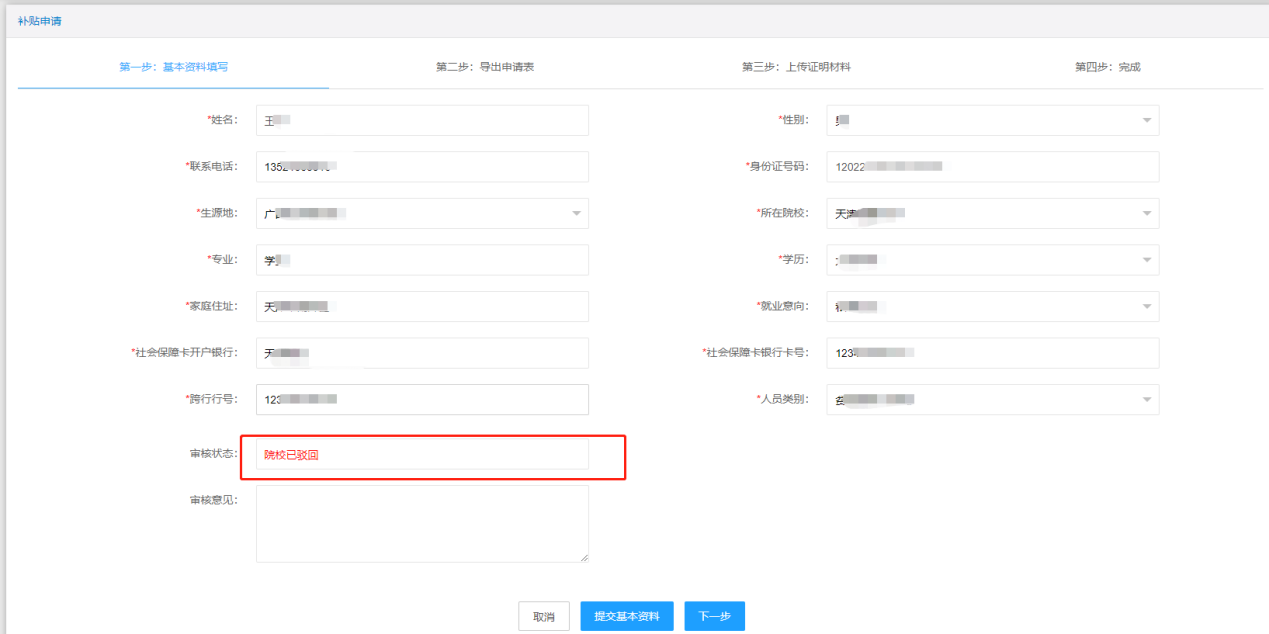 补贴申请
第一步：基本资料填写 第二步：导出申请表 第三步：上传证明材料 第四步：完成
*姓名： 王 *性别：
*联系电话： 135 *身份证号码： 12022
*生源地： 广 *所在院校： 天津
*专业： 学 *学历：
*家庭住址： 天 *就业意向：
*社会保障卡开户银行： 天 *社会保障卡银行卡号： 123
*跨行行号： 123 *人员类别：
审核状态： 院校已驳回
审核意见：
取消 提交基本资料 下一步